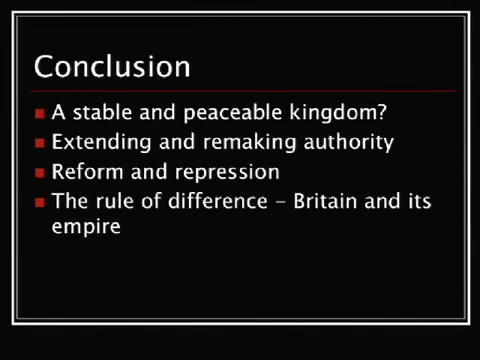 Conclusion
A stable and peaceable kingdom?
Extending and remaking authority
Reform and repression
The rule of difference – Britain and its
empire